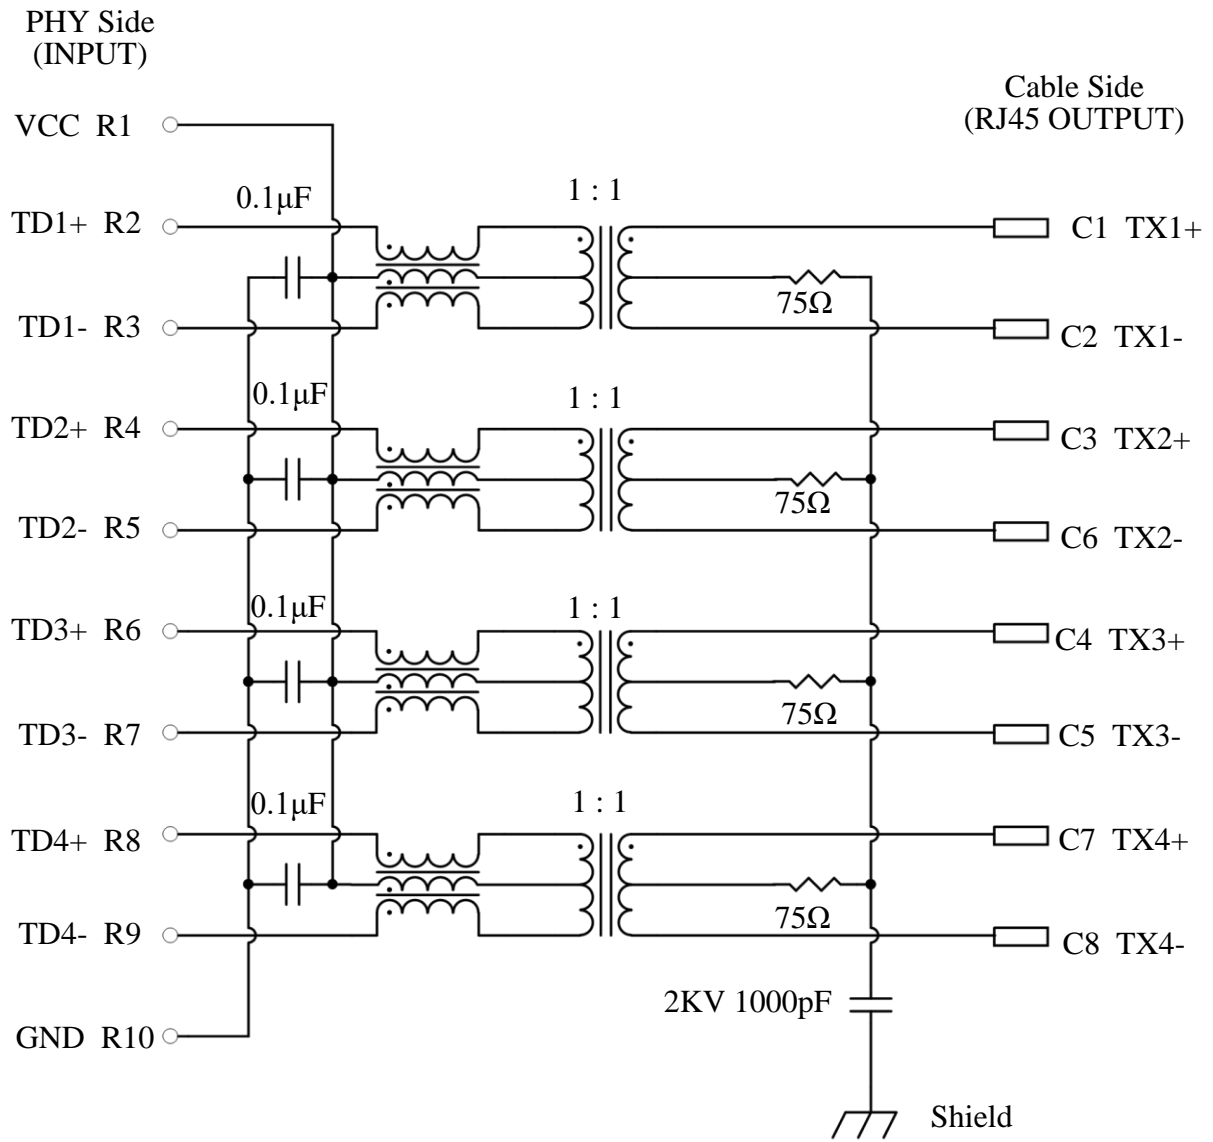 PHY Side
(INPUT)
Cable Side
(RJ45 OUTPUT)
VCC R1
0.1μF
1 : 1
TD1+ R2
C1 TX1+
75Ω
TD1- R3
C2 TX1-
0.1μF
1 : 1
TD2+ R4
C3 TX2+
75Ω
TD2- R5
C6 TX2-
0.1μF
1 : 1
TD3+ R6
C4 TX3+
75Ω
TD3- R7
C5 TX3-
0.1μF
1 : 1
TD4+ R8
C7 TX4+
75Ω
TD4- R9
C8 TX4-
2KV 1000pF
GND R10
Shield